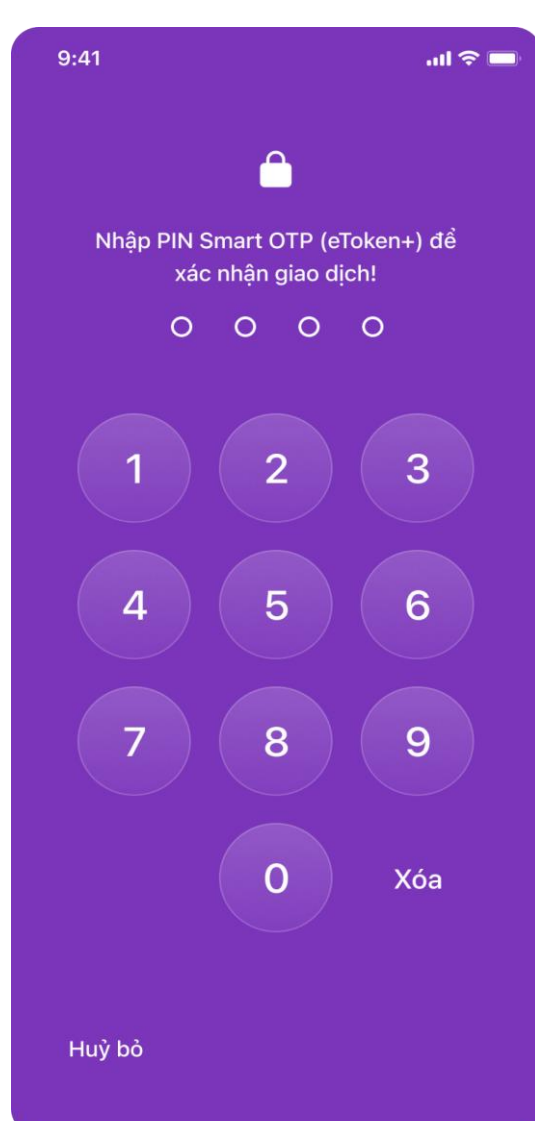 9:41
Nhập PIN Smart OTP (eToken+) để
xác nhận giao dịch!
1 2 3
4 5 6
7 8 9
0 Xóa
Huỷ bỏ